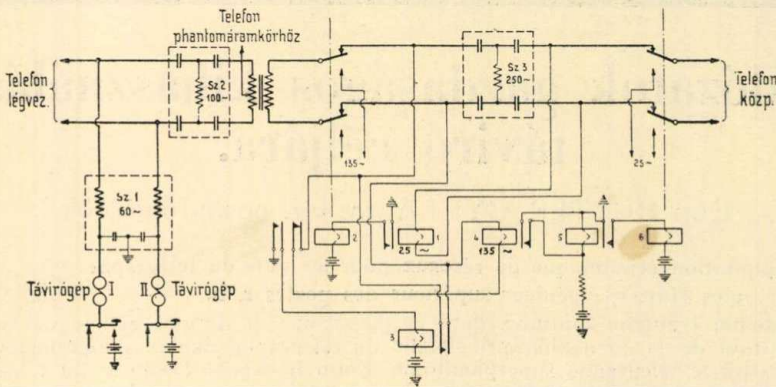 Telefon
phantomáramkörhöz
Telefon
légvez.
Sz 2
100~
Sz 3
250~
Telefon
közp.
135~
25~
Sz 1
60~
2
1
25~
4
135~
5
6
Távirógép I
II Távirógép
3